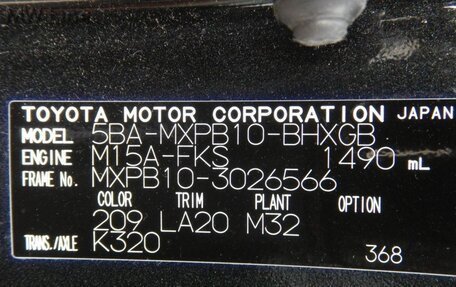 TOYOTA MOTOR CORPORATION JAPAN
MODEL 5BA-MXPB10-BHXGB
ENGINE M15A-FKS 1490 mL
FRAME No. MXPB10-3026566
COLOR TRIM PLANT OPTION
209 LA20 M32
TRANS./AXLE K320
368